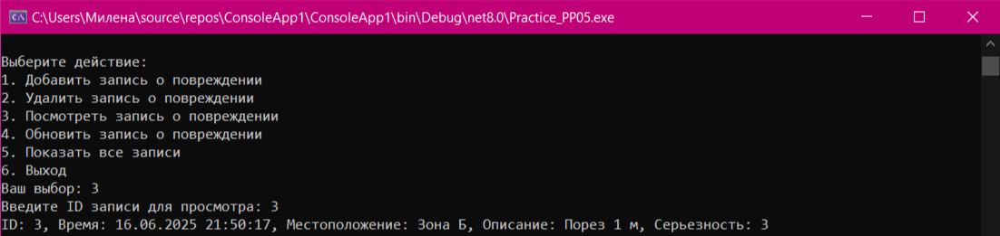 C:\Users\Милена\source\repos\ConsoleApp1\ConsoleApp1\bin\Debug\net8.0\Practice_PP05.exe
Выберите действие:
1. Добавить запись о повреждении
2. Удалить запись о повреждении
3. Посмотреть запись о повреждении
4. Обновить запись о повреждении
5. Показать все записи
6. Выход
Ваш выбор: 3
Введите ID записи для просмотра: 3
ID: 3, Время: 16.06.2025 21:50:17, Местоположение: Зона Б, Описание: Порез 1 м, Серьезность: 3